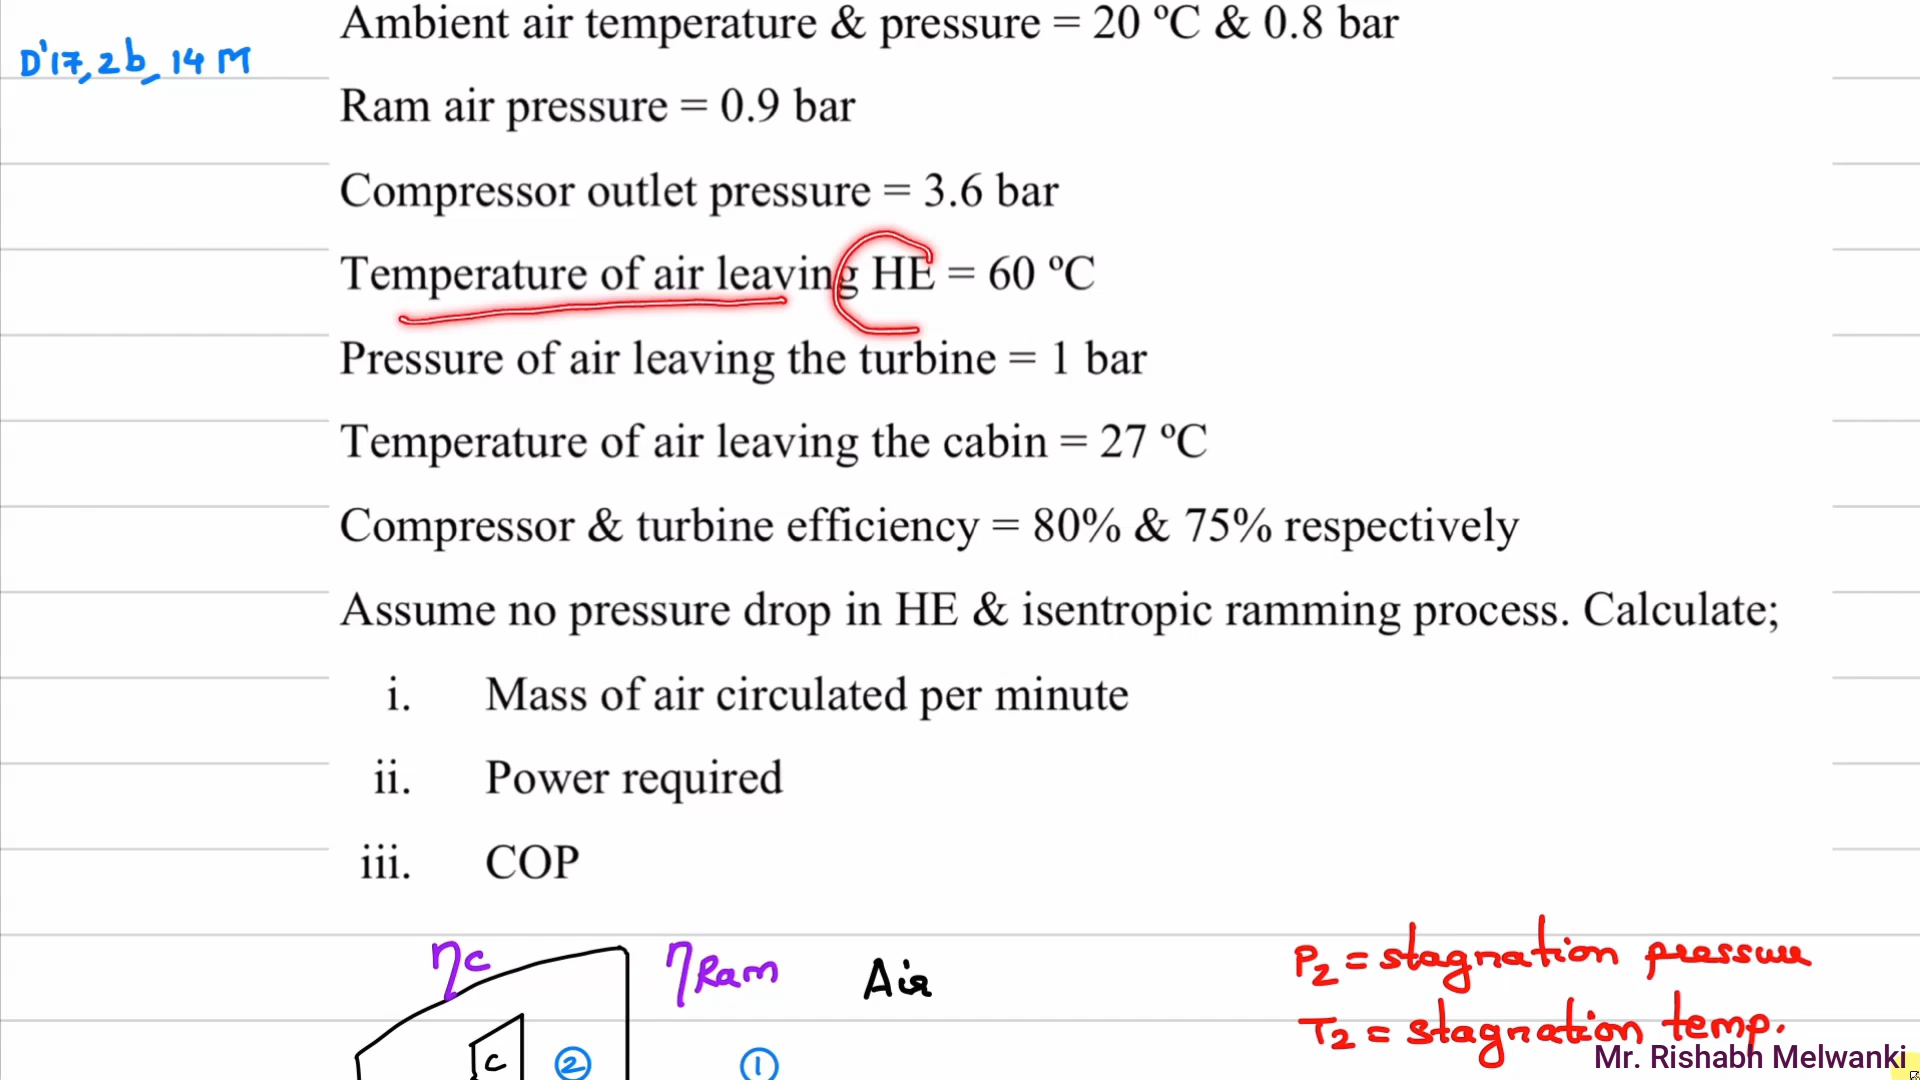 Ambient air temperature & pressure = 20 ºC & 0.8 bar
D'17, 2b, 14 M
Ram air pressure = 0.9 bar
Compressor outlet pressure = 3.6 bar
Temperature of air leaving HE = 60 ºC
Pressure of air leaving the turbine = 1 bar
Temperature of air leaving the cabin = 27 ºC
Compressor & turbine efficiency = 80% & 75% respectively
Assume no pressure drop in HE & isentropic ramming process. Calculate;
i. Mass of air circulated per minute
ii. Power required
iii. COP
ηc ηRam Air
P2 = stagnation pressure
T2 = stagnation temp.
C 2 1
Mr. Rishabh Melwanki